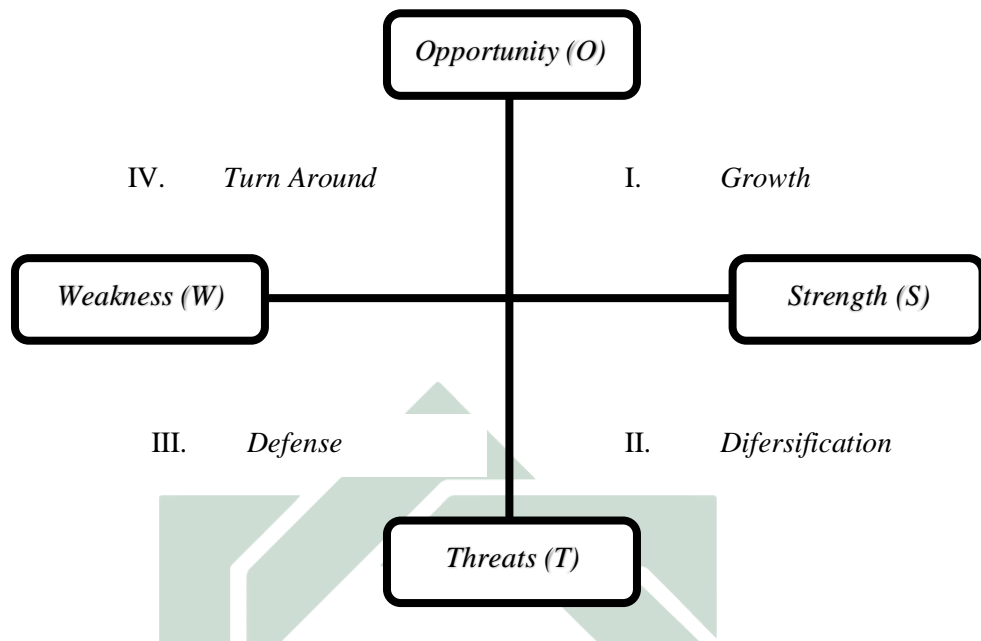 Opportunity (O)
IV. Turn Around I. Growth
Weakness (W) Strength (S)
III. Defense II. Difersification
Threats (T)